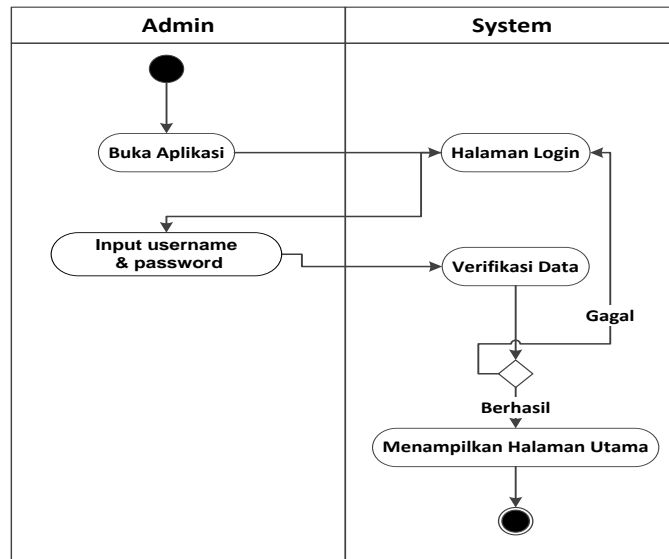 Admin
System
Buka Aplikasi
Halaman Login
Input username
& password
Verifikasi Data
Gagal
Berhasil
Menampilkan Halaman Utama